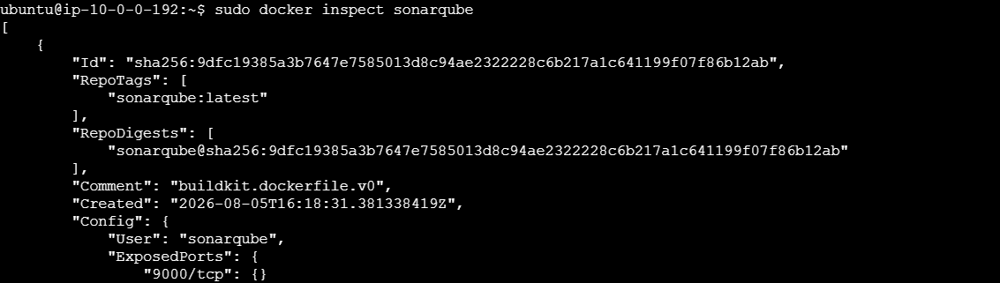 ubuntu@ip-10-0-0-192:~$ sudo docker inspect sonarqube
[
    {
        "Id": "sha256:9dfc19385a3b7647e7585013d8c94ae2322228c6b217a1c641199f07f86b12ab",
        "RepoTags": [
            "sonarqube:latest"
        ],
        "RepoDigests": [
            "sonarqube@sha256:9dfc19385a3b7647e7585013d8c94ae2322228c6b217a1c641199f07f86b12ab"
        ],
        "Comment": "buildkit.dockerfile.v0",
        "Created": "2026-08-05T16:18:31.381338419Z",
        "Config": {
            "User": "sonarqube",
            "ExposedPorts": {
                "9000/tcp": {}